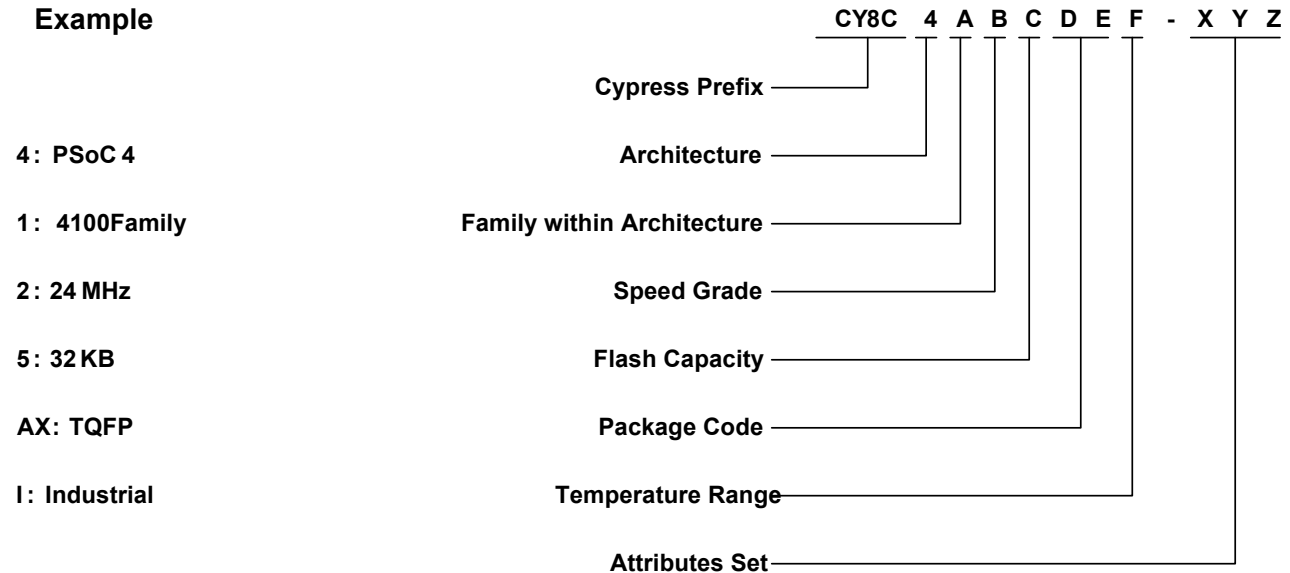 Example CY8C 4 A B C D E F - X Y Z
Cypress Prefix
4: PSoC 4 Architecture
1: 4100Family Family within Architecture
2: 24 MHz Speed Grade
5: 32 KB Flash Capacity
AX: TQFP Package Code
I: Industrial Temperature Range
Attributes Set